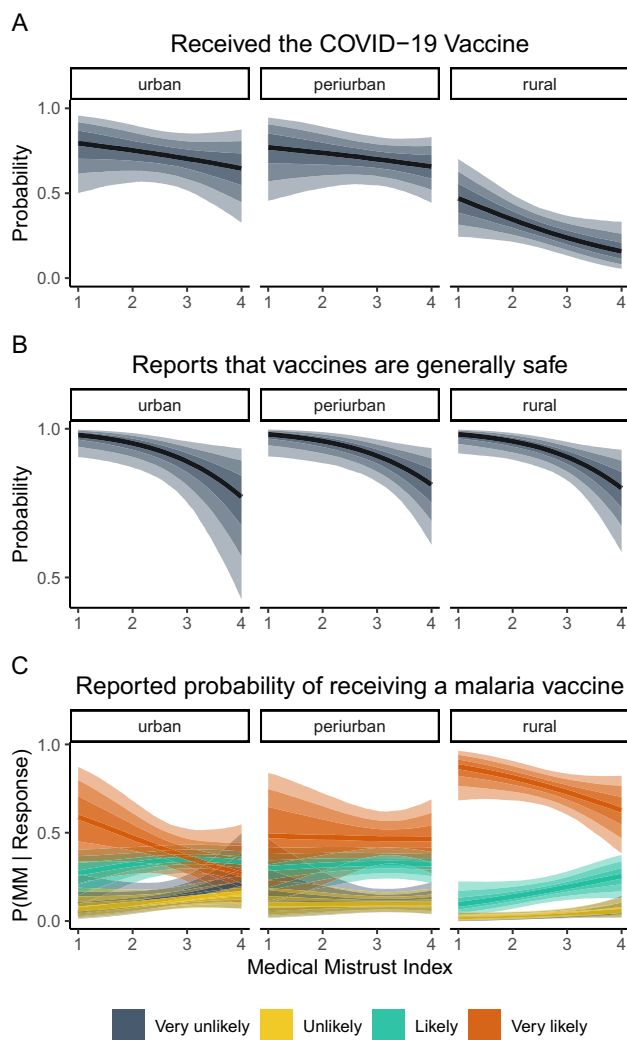 A
Received the COVID−19 Vaccine
urban periurban rural
1.0
0.5
0.0
Probability
1 2 3 4 1 2 3 4 1 2 3 4
B
Reports that vaccines are generally safe
urban periurban rural
1.0
0.5
Probability
1 2 3 4 1 2 3 4 1 2 3 4
C
Reported probability of receiving a malaria vaccine
urban periurban rural
1.0
0.5
0.0
P(MM | Response)
1 2 3 4 1 2 3 4 1 2 3 4
Medical Mistrust Index
Very unlikely Unlikely Likely Very likely